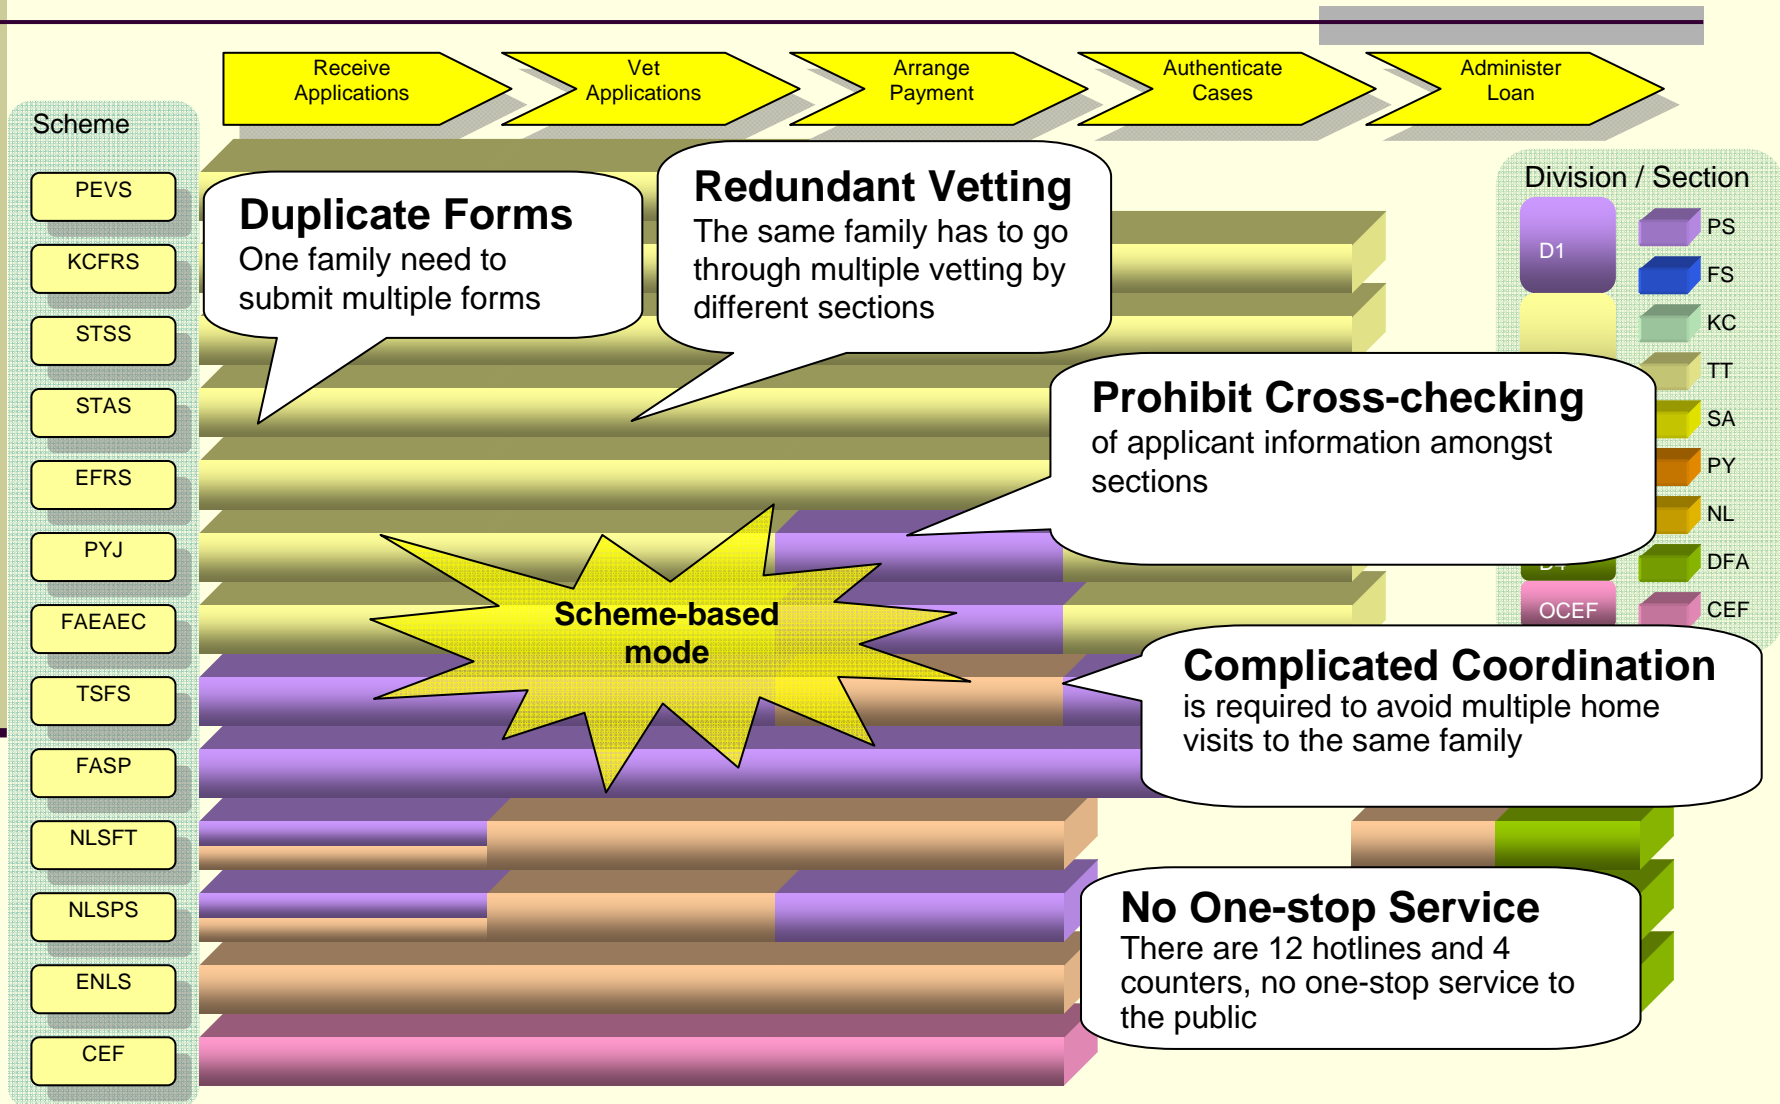 Receive
Applications
Vet
Applications
Arrange
Payment
Authenticate
Cases
Administer
Loan
Scheme
PEVS
KCFRS
STSS
STAS
EFRS
PYJ
FAEAEC
TSFS
FASP
NLSFT
NLSPS
ENLS
CEF
Duplicate Forms
One family need to
submit multiple forms
Redundant Vetting
The same family has to go
through multiple vetting by
different sections
Prohibit Cross-checking
of applicant information amongst
sections
Scheme-based
mode
Complicated Coordination
is required to avoid multiple home
visits to the same family
No One-stop Service
There are 12 hotlines and 4
counters, no one-stop service to
the public
Division / Section
D1
OCEF
PS
FS
KC
TT
SA
PY
NL
DFA
CEF